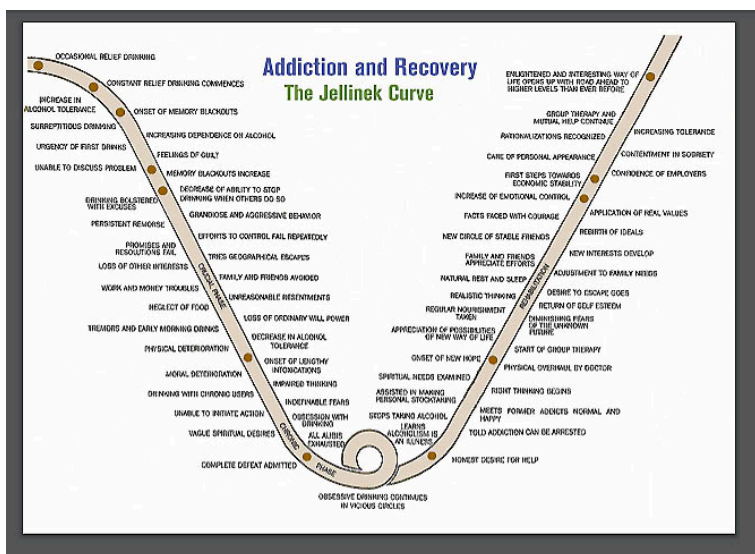 Addiction and Recovery
The Jellinek Curve
OCCASIONAL RELIEF DRINKING
CONSTANT RELIEF DRINKING COMMENCES
INCREASE IN
ALCOHOL TOLERANCE
ONSET OF MEMORY BLACKOUTS
SURREPTITIOUS DRINKING
INCREASING DEPENDENCE ON ALCOHOL
URGENCY OF FIRST DRINKS
FEELINGS OF GUILT
UNABLE TO DISCUSS PROBLEM
MEMORY BLACKOUTS INCREASE
DECREASE OF ABILITY TO STOP
DRINKING WHEN OTHERS DO SO
DRINKING BOLSTERED
WITH EXCUSES
GRANDIOSE AND AGGRESSIVE BEHAVIOR
PERSISTENT REMORSE
EFFORTS TO CONTROL FAIL REPEATEDLY
PROMISES AND
RESOLUTIONS FAIL
TRIES GEOGRAPHICAL ESCAPES
LOSS OF OTHER INTERESTS
FAMILY AND FRIENDS AVOIDED
CRUCIAL PHASE
WORK AND MONEY TROUBLES
UNREASONABLE RESENTMENTS
NEGLECT OF FOOD
LOSS OF ORDINARY WILL POWER
TREMORS AND EARLY MORNING DRINKS
DECREASE IN ALCOHOL
TOLERANCE
PHYSICAL DETERIORATION
ONSET OF LENGTHY
INTOXICATIONS
MORAL DETERIORATION
IMPAIRED THINKING
DRINKING WITH CHRONIC USERS
INDEFINABLE FEARS
UNABLE TO INITIATE ACTION
OBSESSION WITH
DRINKING
VAGUE SPIRITUAL DESIRES
ALL ALIBIS
EXHAUSTED
CHRONIC
PHASE
COMPLETE DEFEAT ADMITTED
OBSESSIVE DRINKING CONTINUES
IN VICIOUS CIRCLES
ENLIGHTENED AND INTERESTING WAY OF
LIFE OPENS UP WITH ROAD AHEAD TO
HIGHER LEVELS THAN EVER BEFORE
GROUP THERAPY AND
MUTUAL HELP CONTINUE
INCREASING TOLERANCE
RATIONALIZATIONS RECOGNIZED
CONTENTMENT IN SOBRIETY
CARE OF PERSONAL APPEARANCE
CONFIDENCE OF EMPLOYERS
FIRST STEPS TOWARDS
ECONOMIC STABILITY
INCREASE OF EMOTIONAL CONTROL
APPLICATION OF REAL VALUES
FACTS FACED WITH COURAGE
REBIRTH OF IDEALS
NEW CIRCLE OF STABLE FRIENDS
NEW INTERESTS DEVELOP
FAMILY AND FRIENDS
APPRECIATE EFFORTS
ADJUSTMENT TO FAMILY NEEDS
NATURAL REST AND SLEEP
REHABILITATION
DESIRE TO ESCAPE GOES
REALISTIC THINKING
RETURN OF SELF ESTEEM
REGULAR NOURISHMENT
TAKEN
DIMINISHING FEARS
OF THE UNKNOWN
FUTURE
APPRECIATION OF POSSIBILITIES
OF NEW WAY OF LIFE
START OF GROUP THERAPY
ONSET OF NEW HOPE
PHYSICAL OVERHAUL BY DOCTOR
SPIRITUAL NEEDS EXAMINED
RIGHT THINKING BEGINS
ASSISTED IN MAKING
PERSONAL STOCKTAKING
MEETS FORMER ADDICTS NORMAL AND
HAPPY
STOPS TAKING ALCOHOL
LEARNS
ALCOHOLISM IS
AN ILLNESS
TOLD ADDICTION CAN BE ARRESTED
HONEST DESIRE FOR HELP